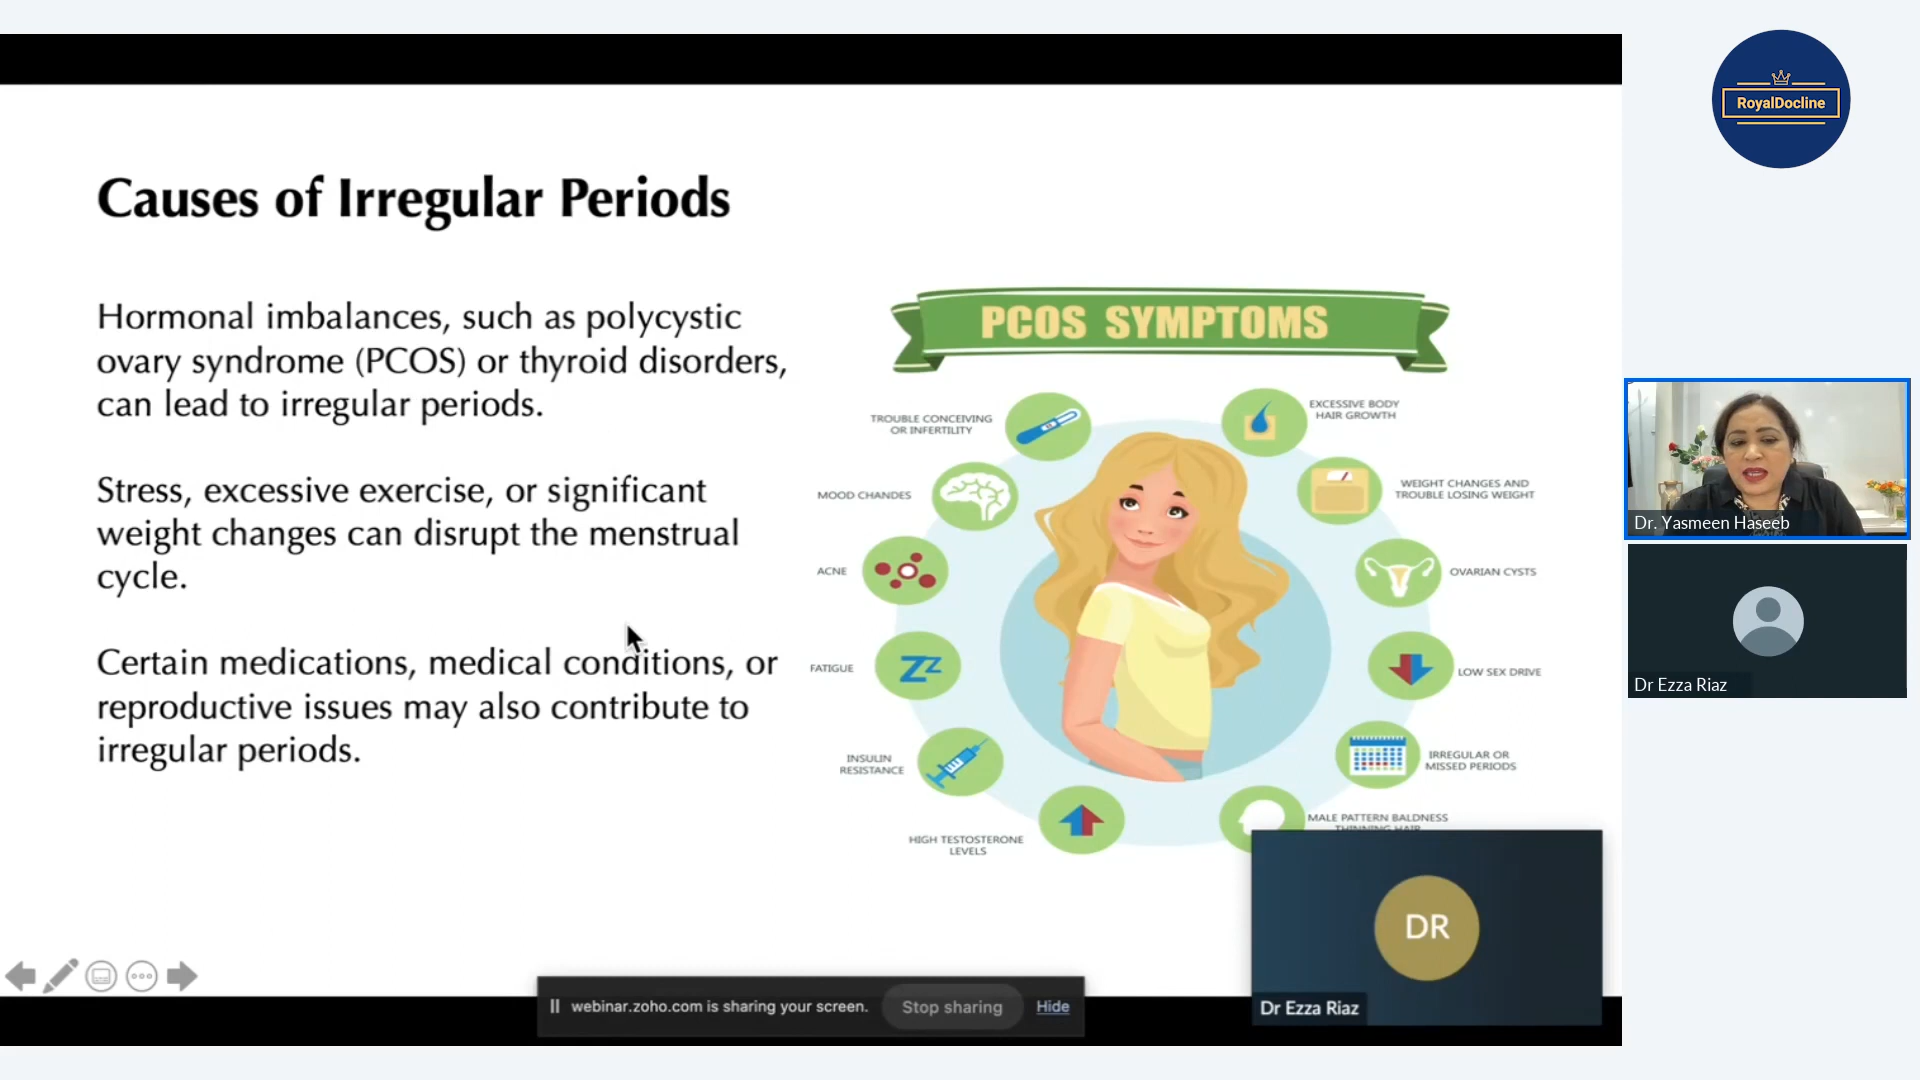 RoyalDocline
Causes of Irregular Periods
Hormonal imbalances, such as polycystic
ovary syndrome (PCOS) or thyroid disorders,
can lead to irregular periods.
Stress, excessive exercise, or significant
weight changes can disrupt the menstrual
cycle.
Certain medications, medical conditions, or
reproductive issues may also contribute to
irregular periods.
PCOS SYMPTOMS
TROUBLE CONCEIVING
OR INFERTILITY
EXCESSIVE BODY
HAIR GROWTH
MOOD CHANDES
WEIGHT CHANGES AND
TROUBLE LOSING WEIGHT
ACNE
OVARIAN CYSTS
FATIGUE
ZZ
LOW SEX DRIVE
INSULIN
RESISTANCE
IRREGULAR OR
MISSED PERIODS
HIGH TESTOSTERONE
LEVELS
MALE PATTERN BALDNESS
THINNING HAIR
DR
Dr Ezza Riaz
webinar.zoho.com is sharing your screen.
Stop sharing
Hide
Dr. Yasmeen Haseeb
Dr Ezza Riaz